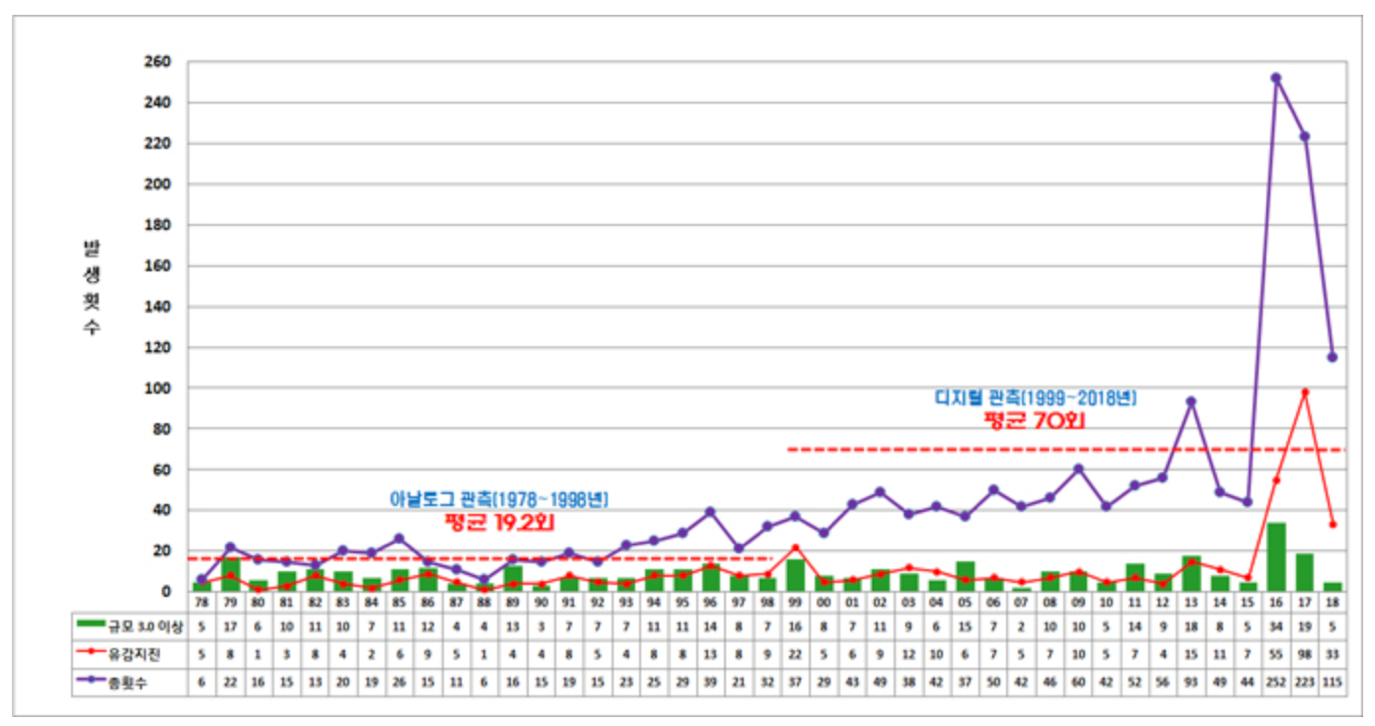 260
240
220
200
180
160
140
120
100
80
60
40
20
0
발생횟수
디지털 관측(1999~2018년)
평균 70회
아날로그 관측(1978~1998년)
평균 19.2회
78 79 80 81 82 83 84 85 86 87 88 89 90 91 92 93 94 95 96 97 98 99 00 01 02 03 04 05 06 07 08 09 10 11 12 13 14 15 16 17 18
규모 3.0 이상 5 17 6 10 11 10 7 11 12 4 4 13 3 7 7 7 11 11 14 8 7 16 8 7 11 9 6 15 7 2 10 10 5 14 9 18 8 5 34 19 5
유감지진 5 8 1 3 8 4 2 6 9 5 1 4 4 8 5 4 8 8 13 8 9 22 5 6 9 12 10 6 7 5 7 10 5 7 4 15 11 7 55 98 33
총횟수 6 22 16 15 13 20 19 26 15 11 6 16 15 19 15 23 25 29 39 21 32 37 29 43 49 38 42 37 50 42 46 60 42 52 56 93 49 44 252 223 115